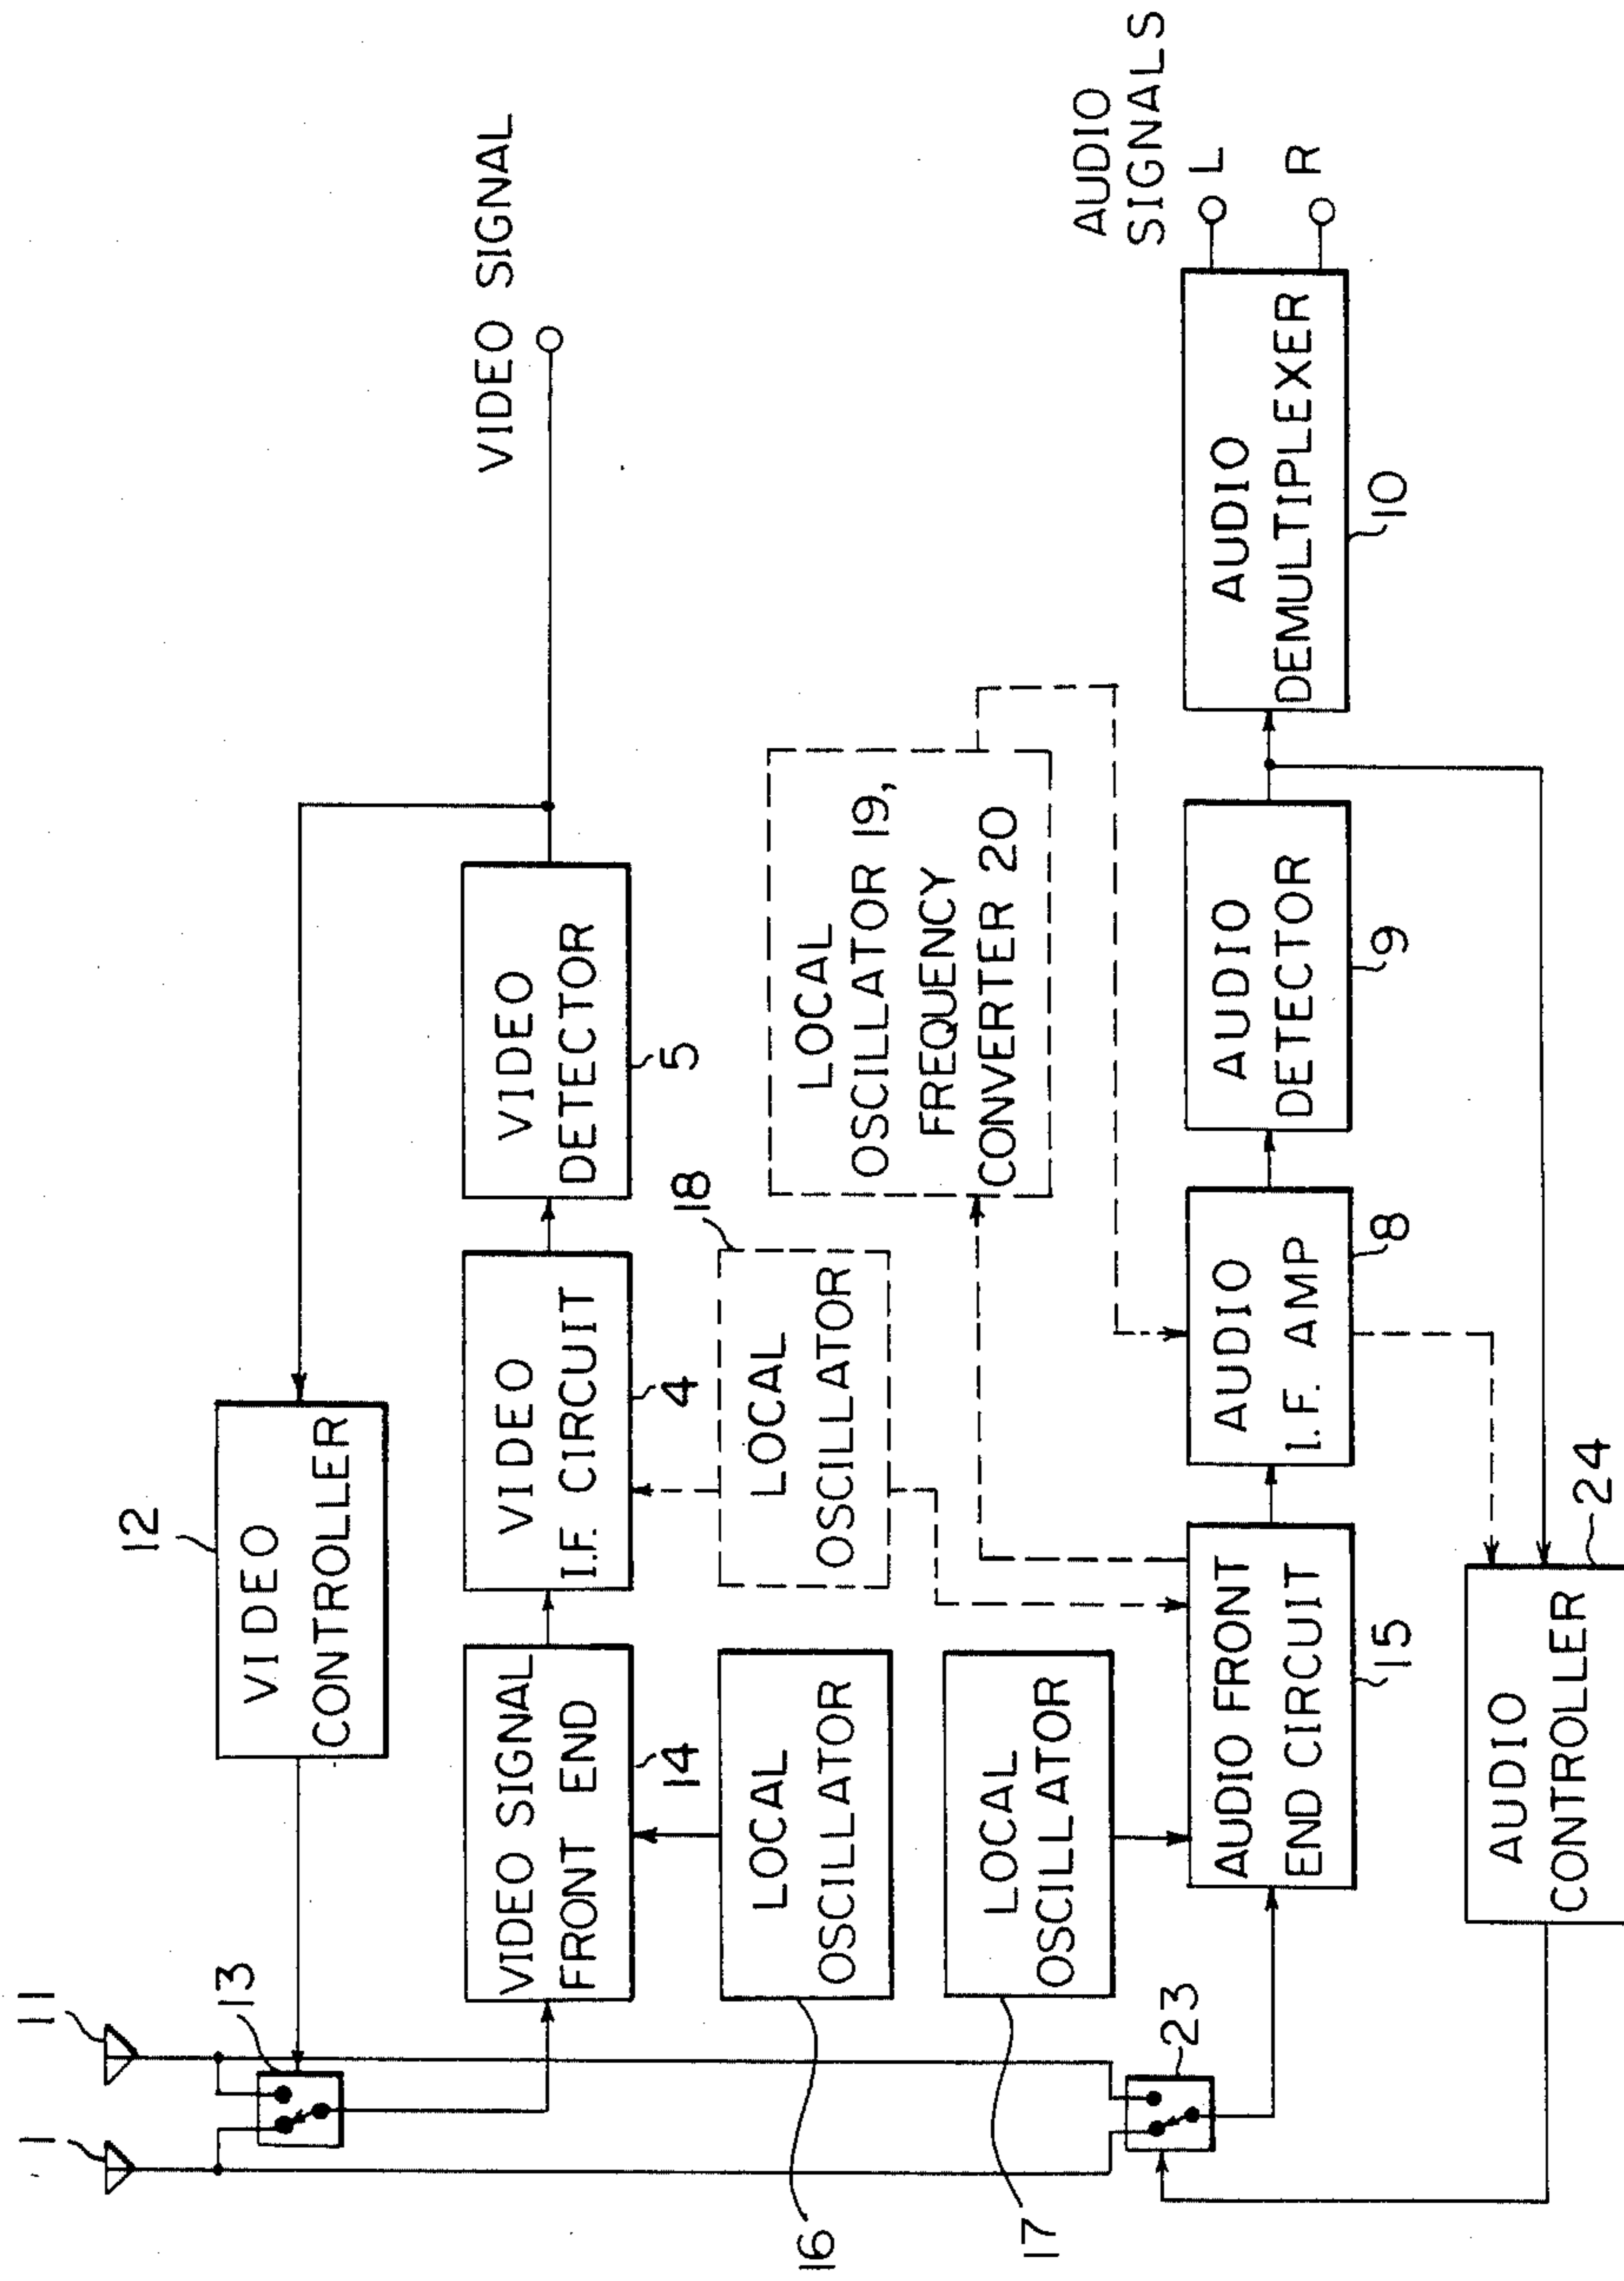 1
11
13
12
VIDEO
CONTROLLER
VIDEO SIGNAL
FRONT END
14
VIDEO
I.F. CIRCUIT
4
VIDEO
DETECTOR
5
VIDEO SIGNAL
LOCAL
OSCILLATOR
16
LOCAL
OSCILLATOR
18
LOCAL
OSCILLATOR 19,
FREQUENCY
CONVERTER 20
LOCAL
OSCILLATOR
17
23
AUDIO FRONT
END CIRCUIT
15
AUDIO
I.F. AMP
8
AUDIO
DETECTOR
9
AUDIO
DEMULTIPLEXER
10
AUDIO
SIGNALS
L
R
AUDIO
CONTROLLER
24